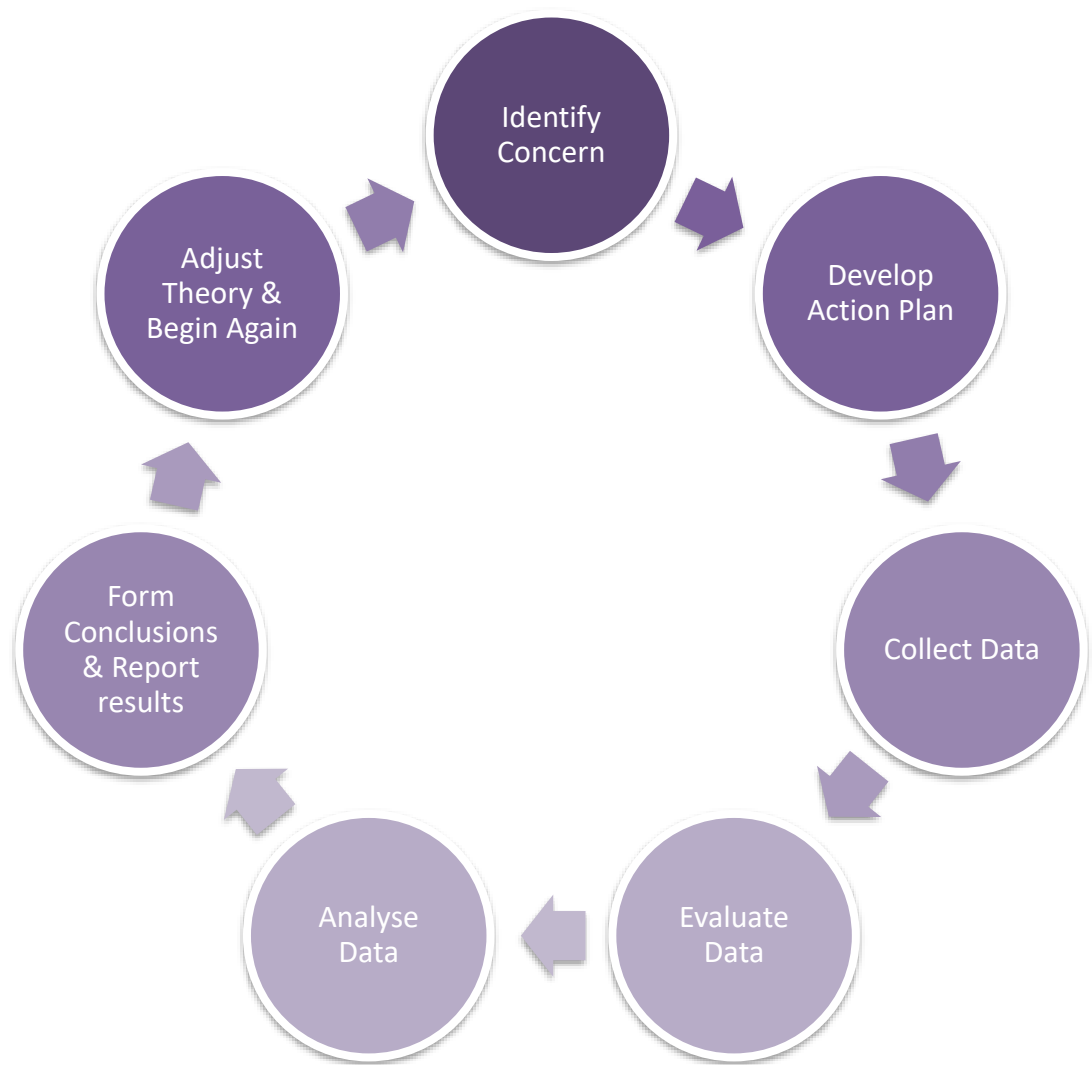 Identify
Concern
Develop
Action Plan
Collect Data
Evaluate
Data
Analyse
Data
Form
Conclusions
& Report
results
Adjust
Theory &
Begin Again